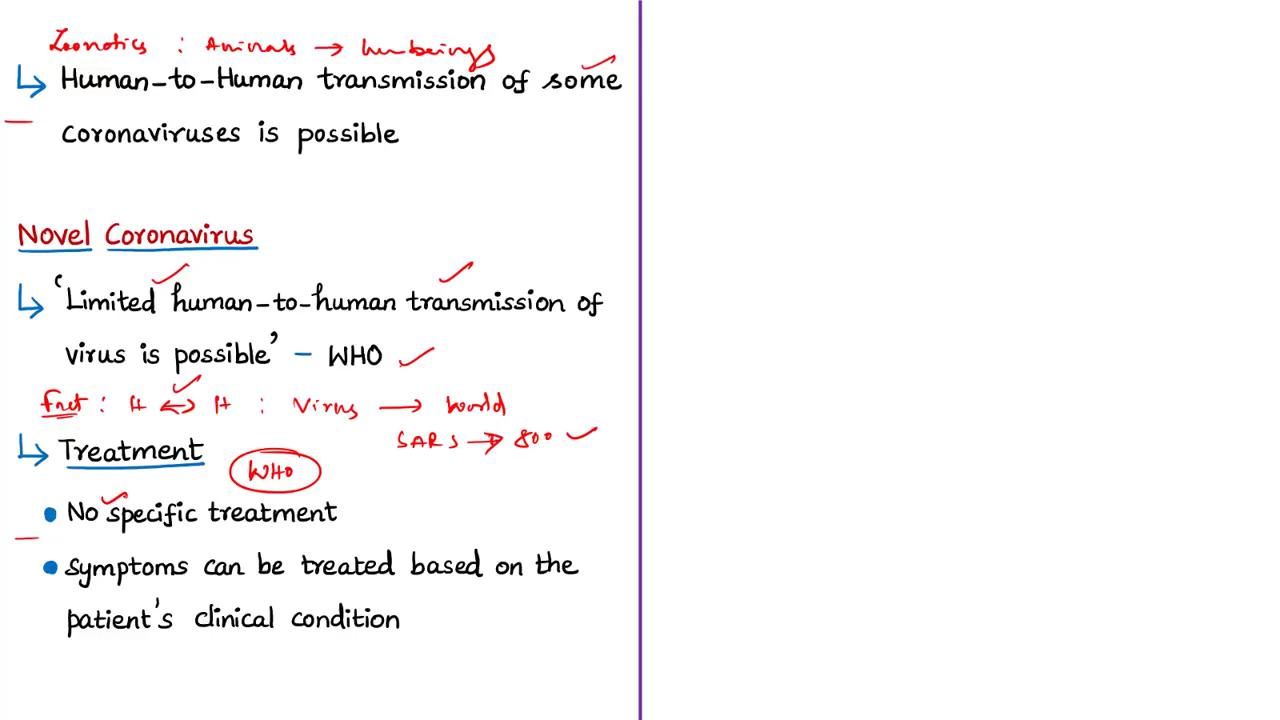 Zoonotics : Animals → hum beings
↳ Human-to-Human transmission of some
coronaviruses is possible
Novel Coronavirus
↳ ‘Limited human-to-human transmission of
virus is possible’ – WHO
Fact : H ↔ H : Virus → World
SARS → 800
↳ Treatment
WHO
• No specific treatment
• Symptoms can be treated based on the
patient's clinical condition